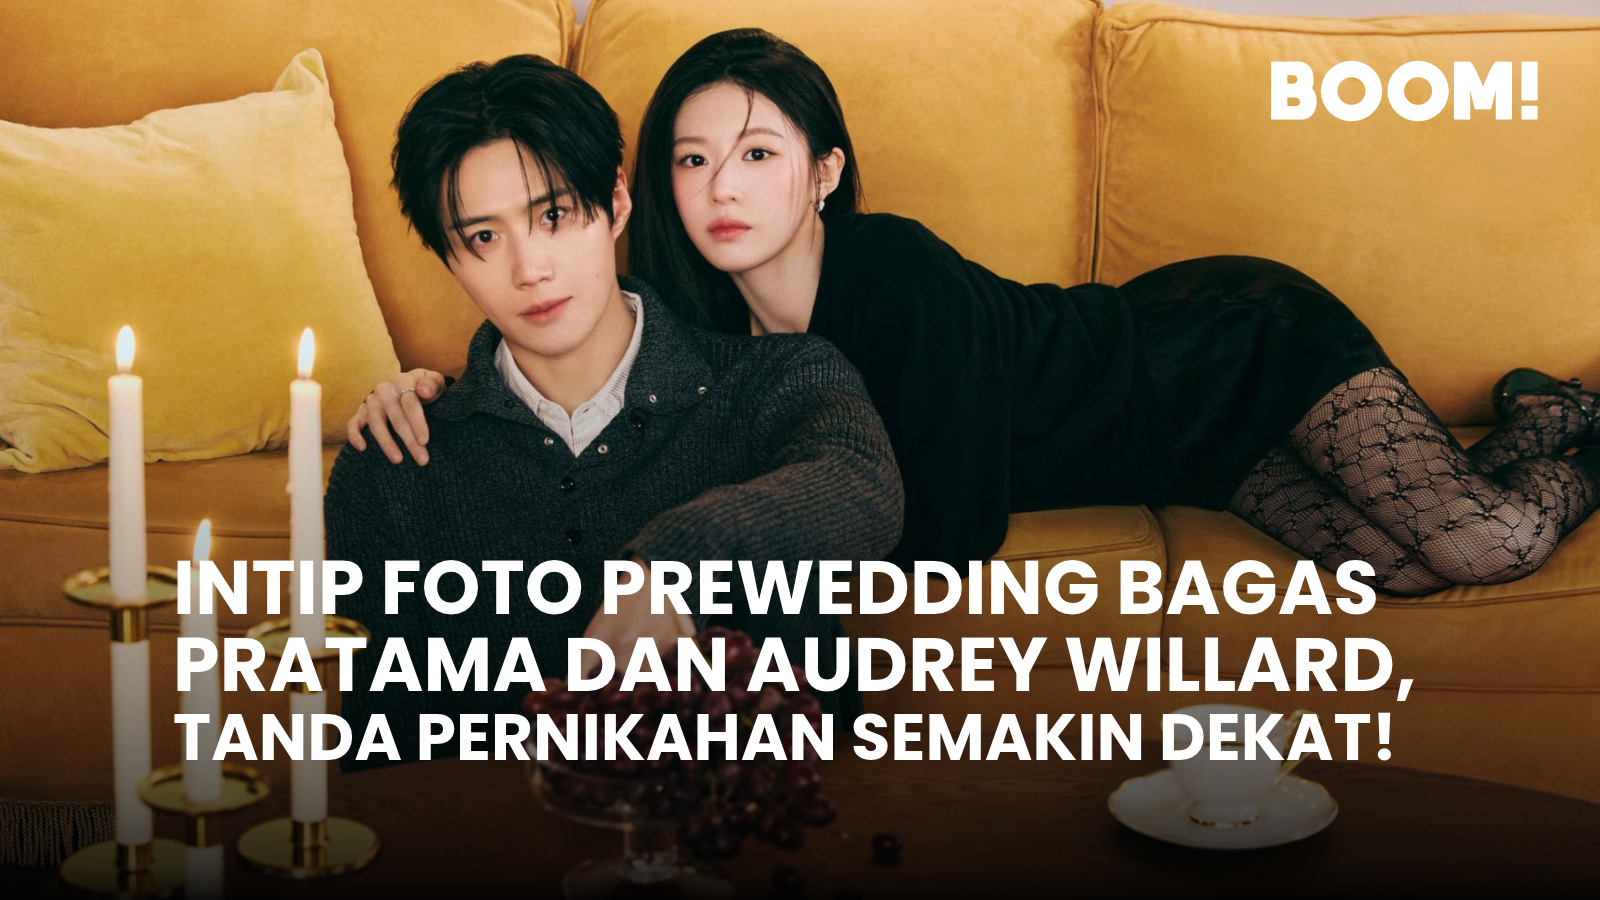 BOOM!
INTIP FOTO PREWEDDING BAGAS
PRATAMA DAN AUDREY WILLARD,
TANDA PERNIKAHAN SEMAKIN DEKAT!